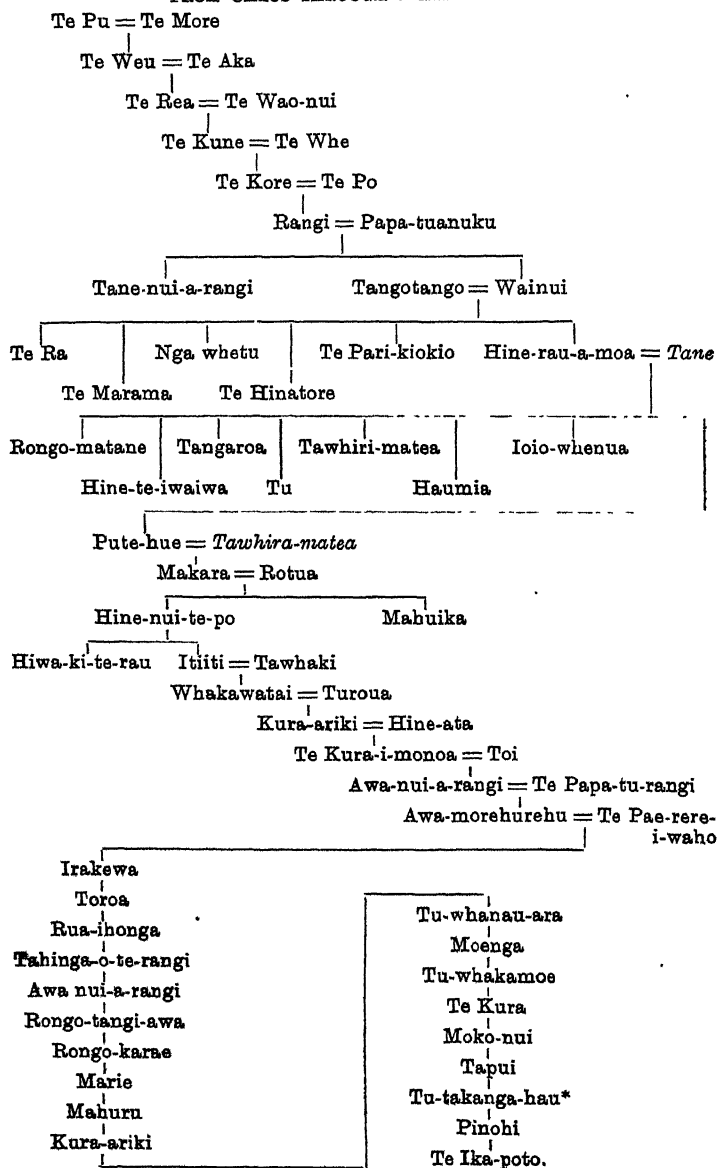 Te Pu = Te More
Te Weu = Te Aka
Te Rea = Te Wao-nui
Te Kune = Te Whe
Te Kore = Te Po
Rangi = Papa-tuanuku
Tane-nui-a-rangi Tangotango = Wainui
Te Ra Nga whetu Te Pari-kiokio Hine-rau-a-moa = Tane
Te Marama Te Hinatore
Rongo-matane Tangaroa Tawhiri-matea Ioio-whenua
Hine-te-iwaiwa Tu Haumia
Pute-hue = Tawhira-matea
Makara = Rotua
Hine-nui-te-po Mahuika
Hiwa-ki-te-rau Itiiti = Tawhaki
Whakawatai = Turoua
Kura-ariki = Hine-ata
Te Kura-i-monoa = Toi
Awa-nui-a-rangi = Te Papa-tu-rangi
Awa-morehurehu = Te Pae-rere-
i-waho
Irakewa
Toroa
Rua-ihonga
Tahinga-o-te-rangi
Awa nui-a-rangi
Rongo-tangi-awa
Rongo-karae
Marie
Mahuru
Kura-ariki
Tu-whanau-ara
Moenga
Tu-whakamoe
Te Kura
Moko-nui
Tapui
Tu-takanga-hau*
Pinohi
Te Ika-poto.